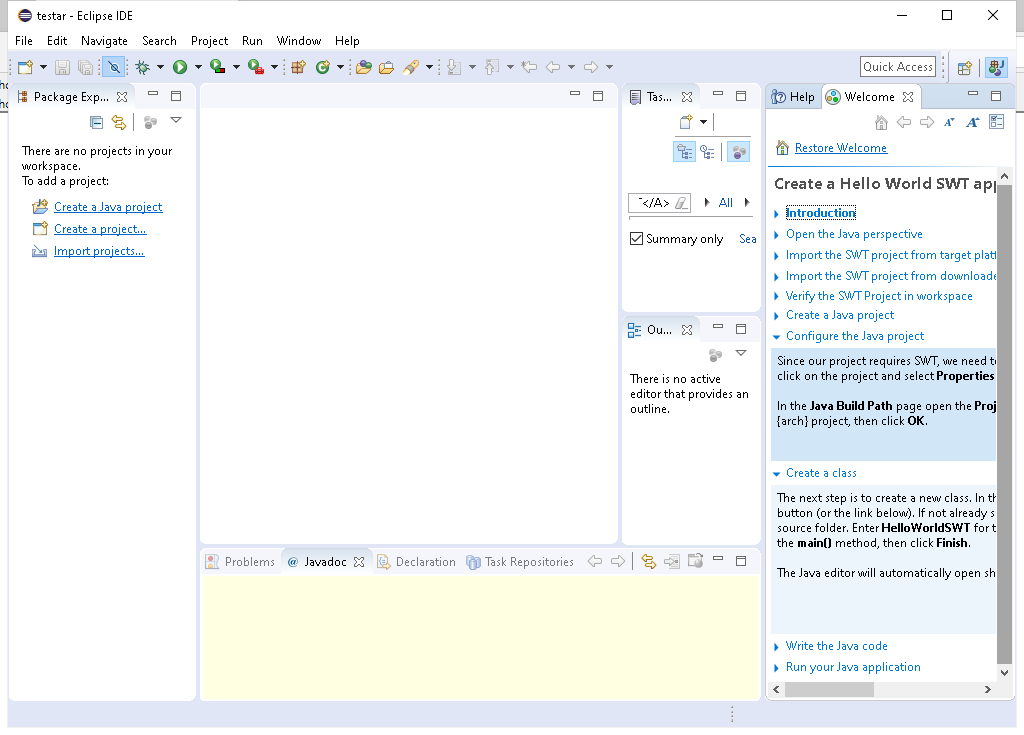 testar - Eclipse IDE
File Edit Navigate Search Project Run Window Help
Quick Access
Package Exp...
There are no projects in your
workspace.
To add a project:
Create a Java project
Create a project...
Import projects...
Tas...
All
Summary only Sea
Ou...
There is no active
editor that provides an
outline.
Problems @ Javadoc Declaration Task Repositories
Help Welcome
Restore Welcome
Create a Hello World SWT app
Introduction
Open the Java perspective
Import the SWT project from target platf
Import the SWT project from downloade
Verify the SWT Project in workspace
Create a Java project
Configure the Java project
Since our project requires SWT, we need to
click on the project and select Properties
In the Java Build Path page open the Proj
{arch} project, then click OK.
Create a class
The next step is to create a new class. In th
button (or the link below). If not already s
source folder. Enter HelloWorldSWT for t
the main() method, then click Finish.
The Java editor will automatically open sh
Write the Java code
Run your Java application